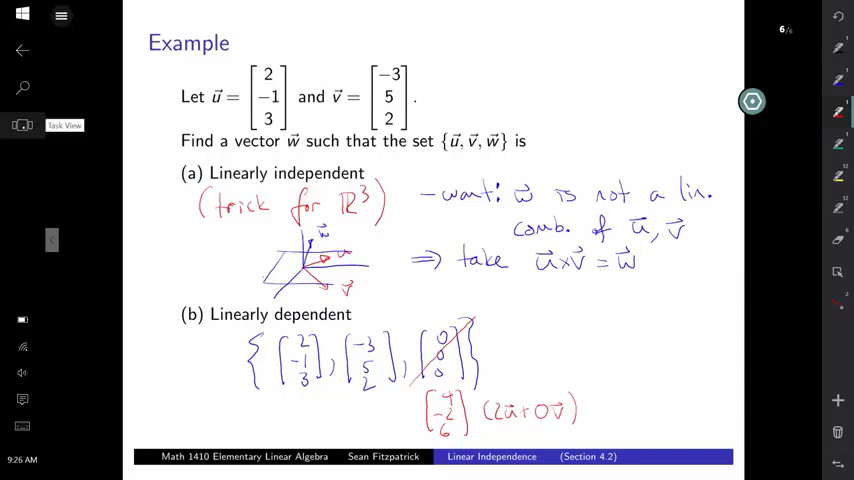 6/6
Example
Let u⃗ = [2 −1 3] and v⃗ = [−3 5 2].
Task View
Find a vector w⃗ such that the set {u⃗, v⃗, w⃗} is
(a) Linearly independent
(trick for ℝ³)
– want: w⃗ is not a lin.
comb. of u⃗, v⃗
⇒ take u⃗×v⃗ = w⃗
w⃗
u
v⃗
(b) Linearly dependent
{ [2 −1 3], [−3 5 2], [0 0 0] }
[4 −2 6] (2u⃗+0v⃗)
Math 1410 Elementary Linear Algebra Sean Fitzpatrick Linear Independence (Section 4.2)
9:26 AM